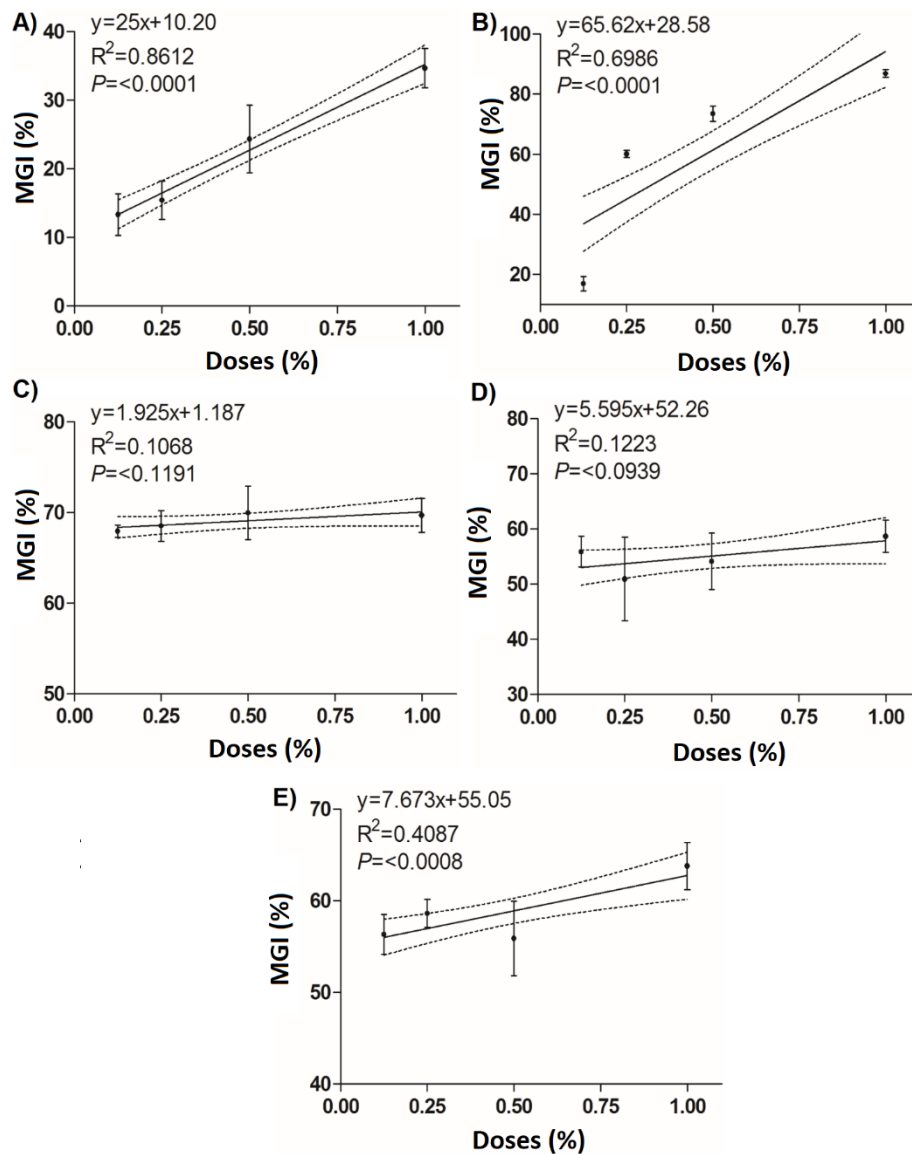 A)
y=25x+10.20
R²=0.8612
P=<0.0001
MGI (%)
40
30
20
10
0
0.00 0.25 0.50 0.75 1.00
Doses (%)
B)
y=65.62x+28.58
R²=0.6986
P=<0.0001
MGI (%)
100
80
60
40
20
0.00 0.25 0.50 0.75 1.00
Doses (%)
C)
y=1.925x+1.187
R²=0.1068
P=<0.1191
MGI (%)
80
70
60
50
0.00 0.25 0.50 0.75 1.00
Doses (%)
D)
y=5.595x+52.26
R²=0.1223
P=<0.0939
MGI (%)
80
70
60
50
40
30
0.00 0.25 0.50 0.75 1.00
Doses (%)
E)
y=7.673x+55.05
R²=0.4087
P=<0.0008
MGI (%)
70
60
50
40
0.00 0.25 0.50 0.75 1.00
Doses (%)